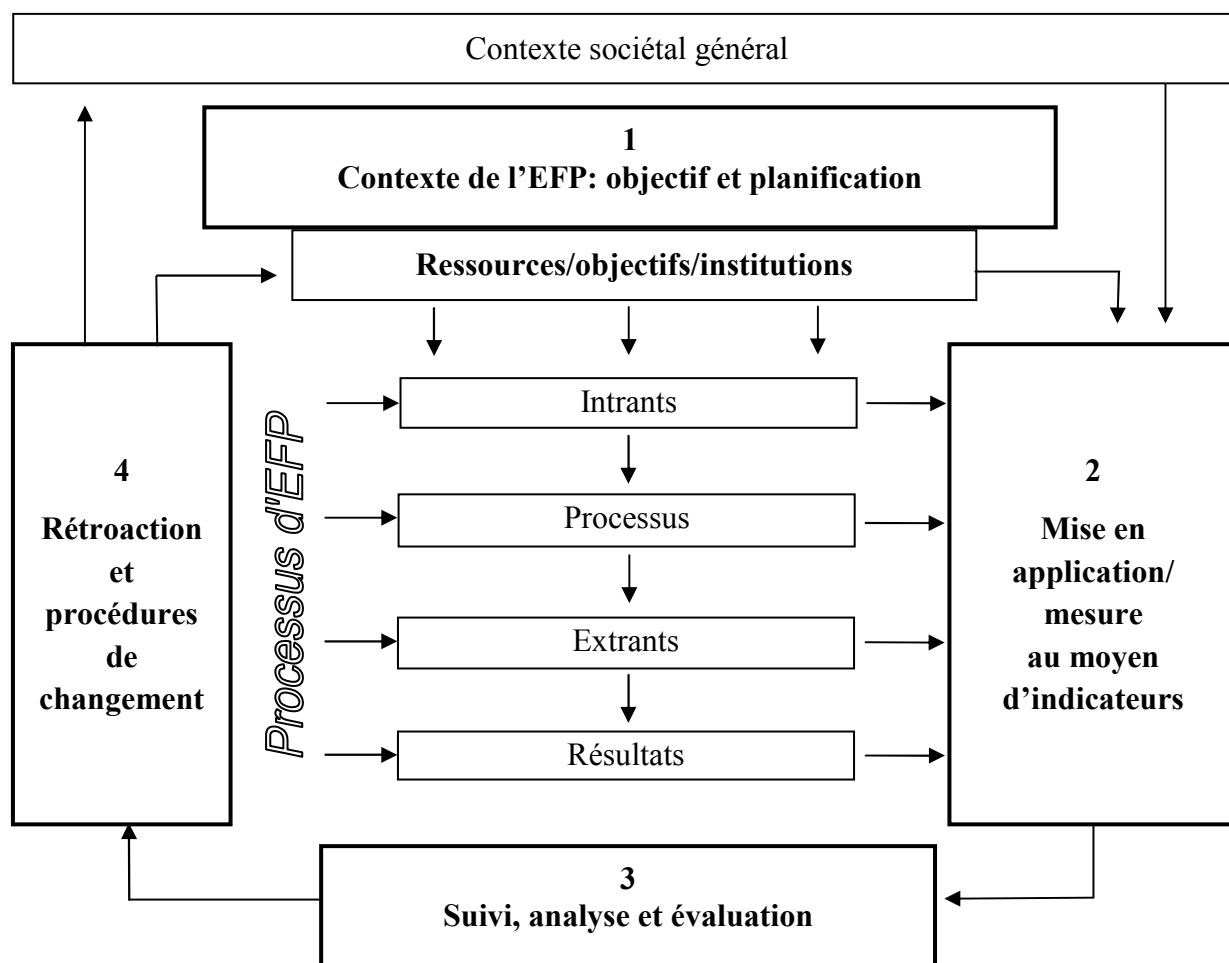 Contexte sociétal général
1
Contexte de l’EFP: objectif et planification
Ressources/objectifs/institutions
4
Rétroaction
et
procédures
de
changement
Processus d'EFP
Intrants
Processus
Extrants
Résultats
2
Mise en
application/
mesure
au moyen
d’indicateurs
3
Suivi, analyse et évaluation